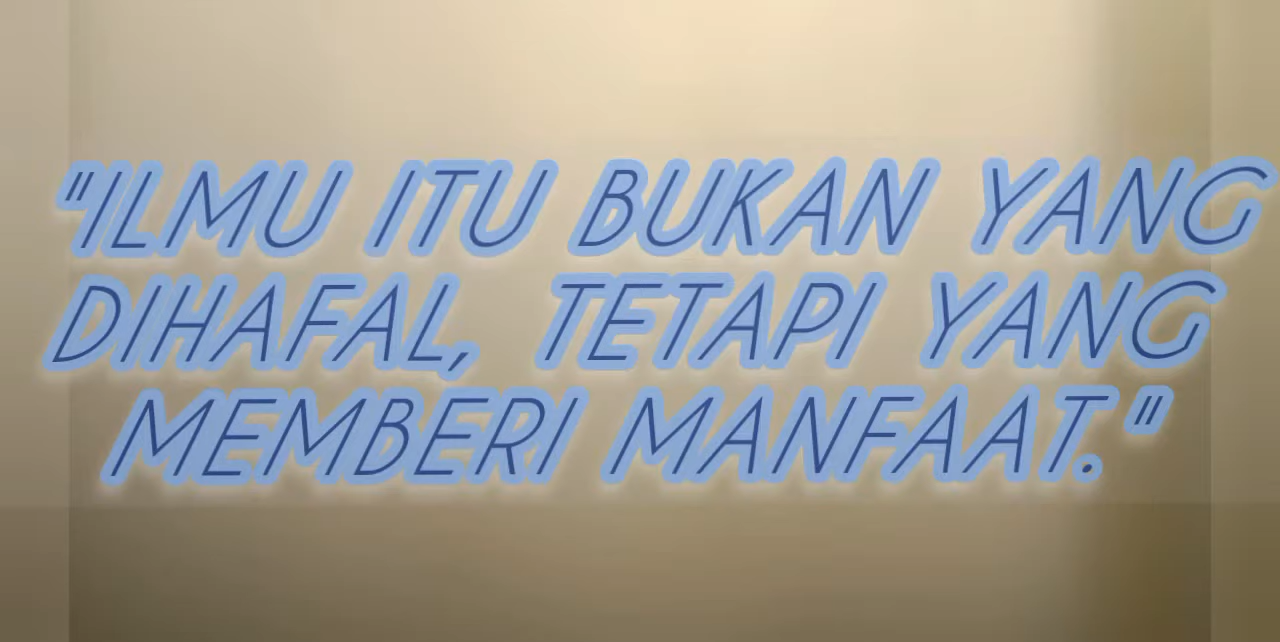 "ILMU ITU BUKAN YANG
DIHAFAL, TETAPI YANG
MEMBERI MANFAAT."